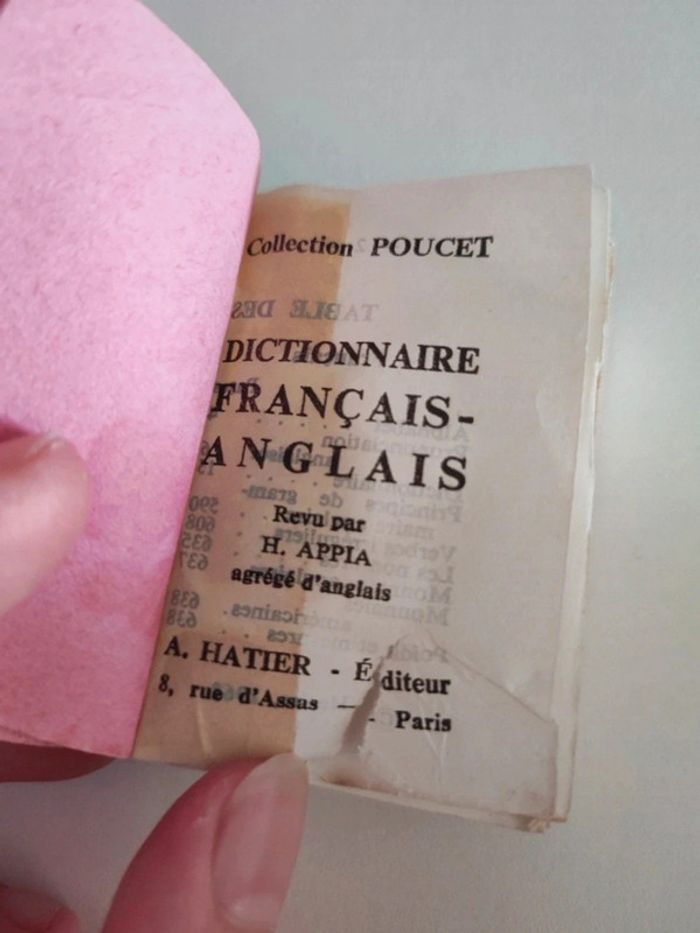 Collection POUCET
DICTIONNAIRE
FRANÇAIS-
ANGLAIS
Revu par
H. APPIA
agrégé d'anglais
A. HATIER - Éditeur
8, rue d'Assas — - Paris